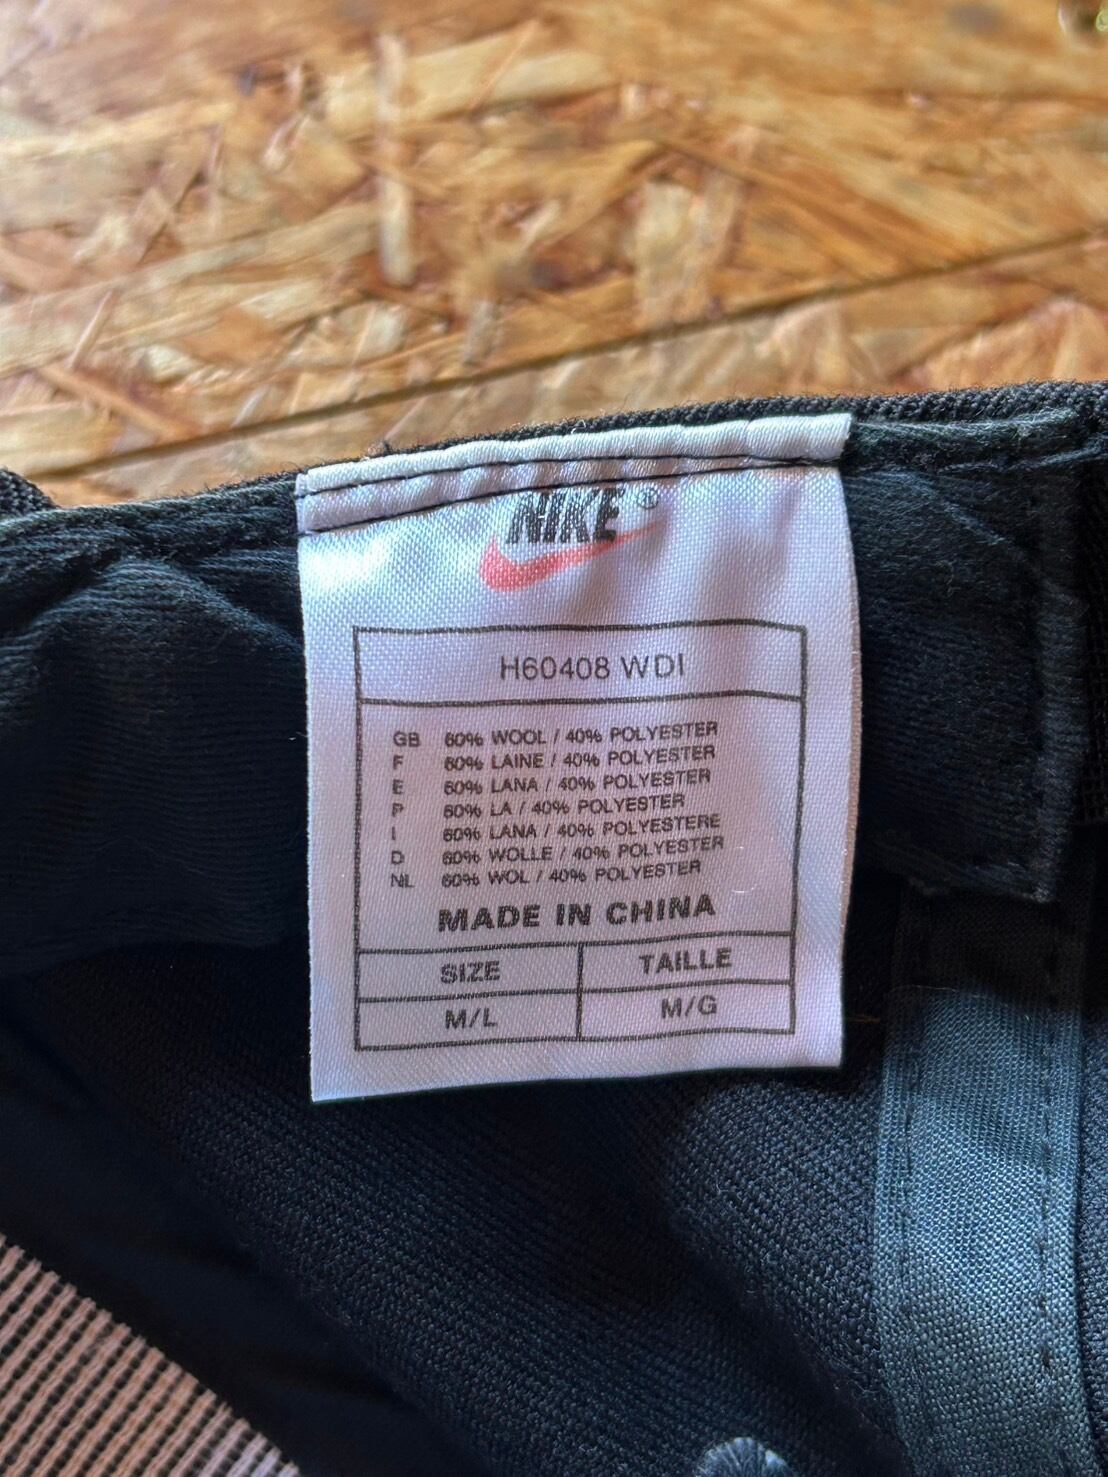 NIKE®
H60408 WDI
GB 60% WOOL / 40% POLYESTER
F 60% LAINE / 40% POLYESTER
E 60% LANA / 40% POLYESTER
P 60% LA / 40% POLYESTER
I 60% LANA / 40% POLYESTERE
D 60% WOLLE / 40% POLYESTER
NL 60% WOL / 40% POLYESTER
MADE IN CHINA
SIZE TAILLE
M/L M/G